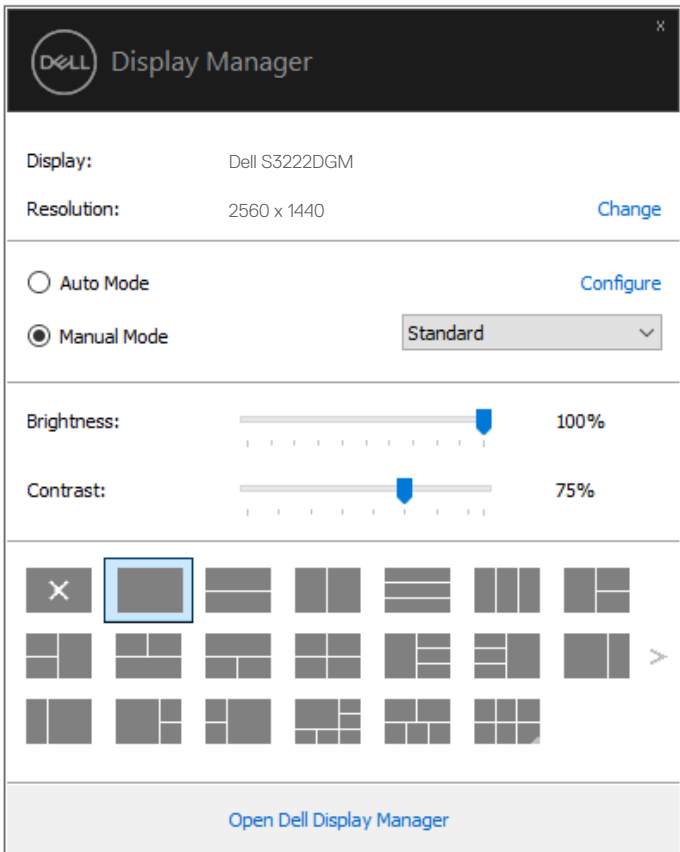 x
DELL Display Manager
Display: Dell S3222DGM
Resolution: 2560 x 1440 Change
Auto Mode Configure
Manual Mode Standard
Brightness: 100%
Contrast: 75%
Open Dell Display Manager